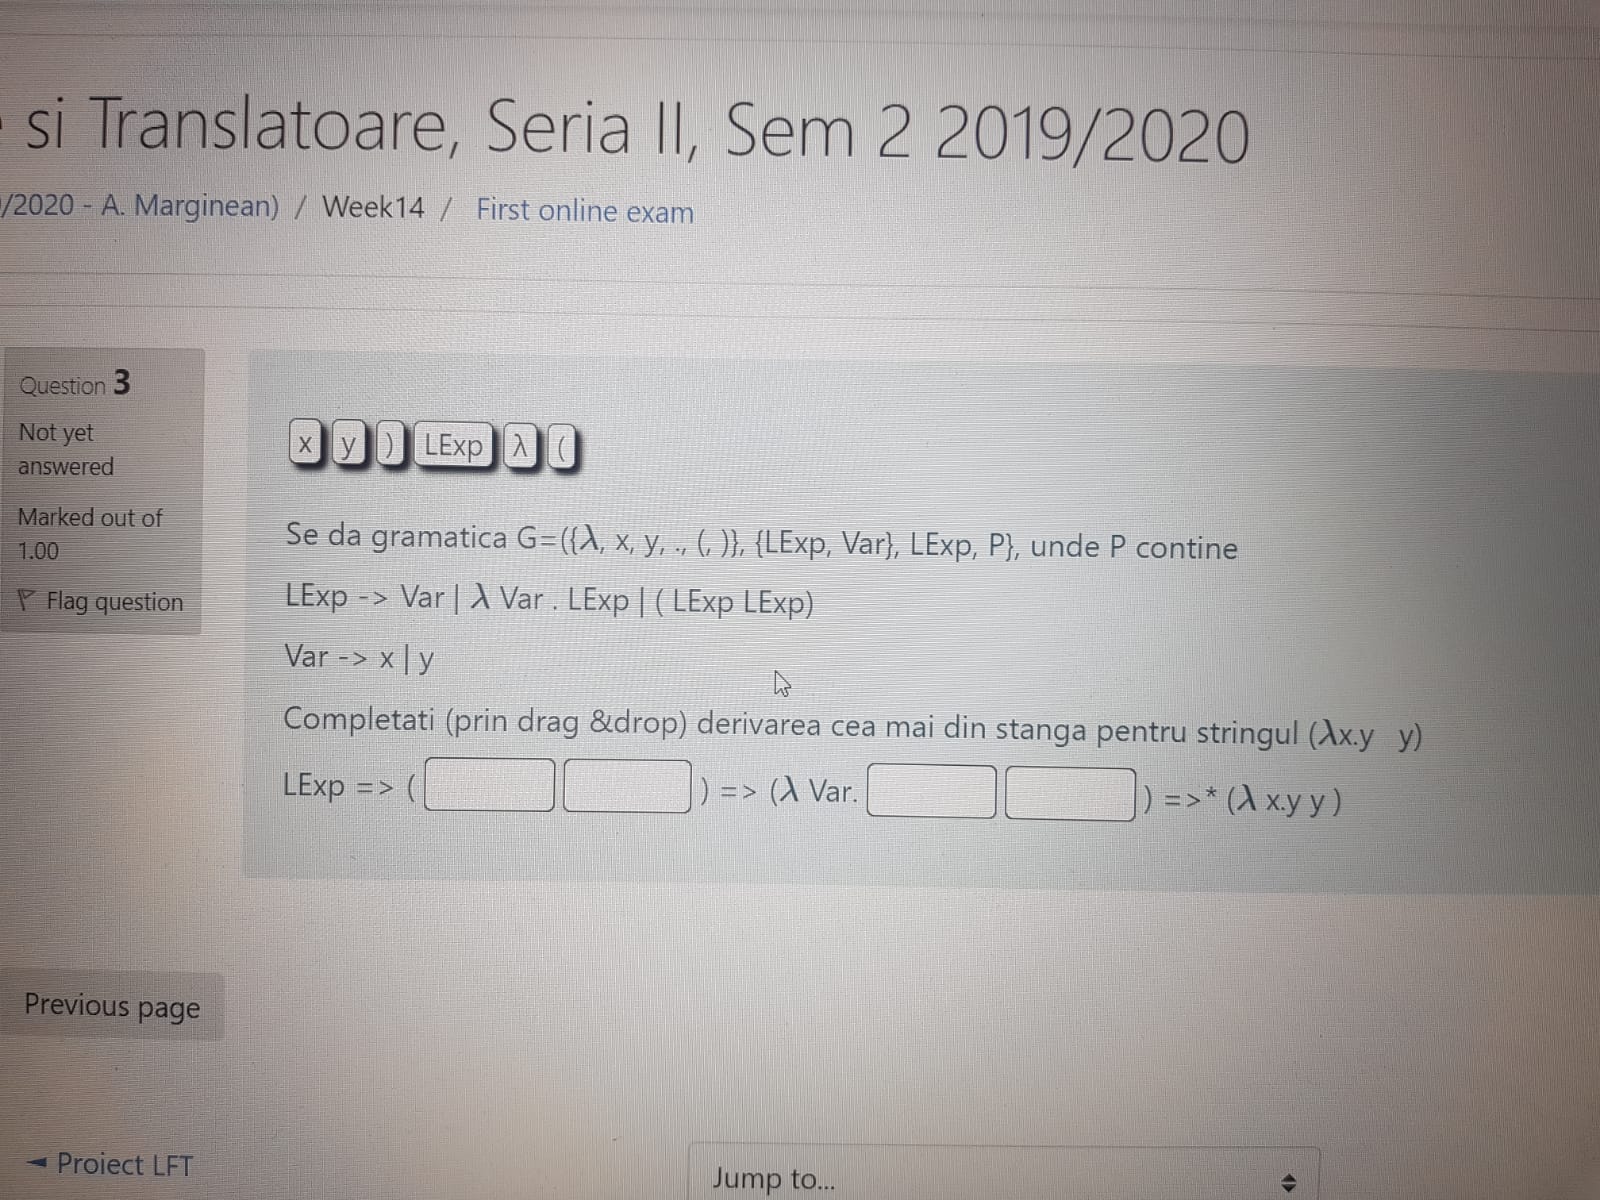 si Translatoare, Seria II, Sem 2 2019/2020
/2020 - A. Marginean) / Week14 / First online exam
Question 3
Not yet
answered
Marked out of
1.00
Flag question
x y ) LExp λ (
Se da gramatica G=({λ, x, y, ., (, )}, {LExp, Var}, LExp, P}, unde P contine
LExp -> Var | λ Var . LExp | ( LExp LExp)
Var -> x | y
Completati (prin drag &drop) derivarea cea mai din stanga pentru stringul (λx.y y)
LExp => ( ) => (λ Var. ) =>* (λ x.y y )
Previous page
◄ Proiect LFT
Jump to...